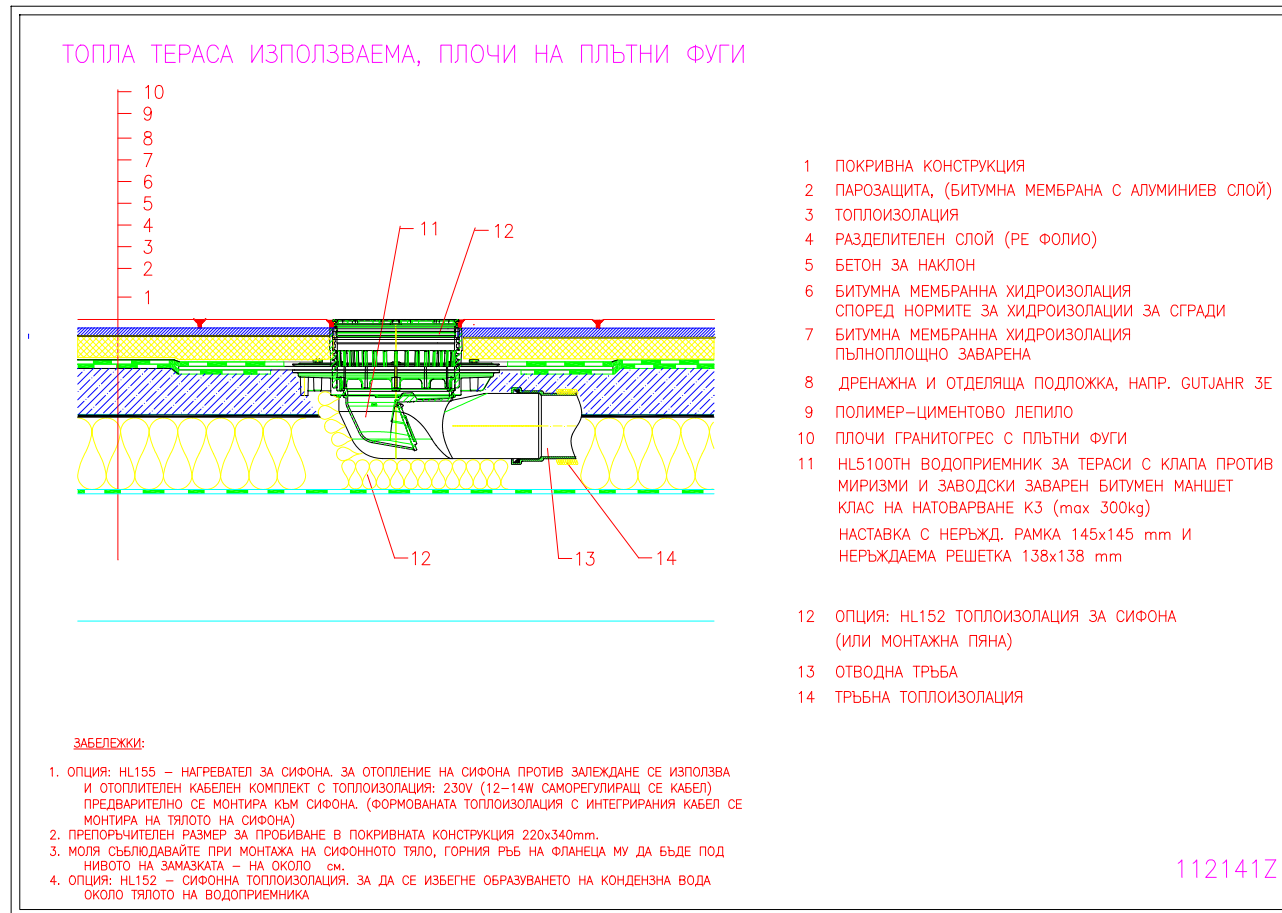 ТОПЛА ТЕРАСА ИЗПОЛЗВАЕМА, ПЛОЧИ НА ПЛЪТНИ ФУГИ
10
9
8
7
6
5
4
3
2
1
11
12
12
13
14
1 ПОКРИВНА КОНСТРУКЦИЯ
2 ПАРОЗАЩИТА, (БИТУМНА МЕМБРАНА С АЛУМИНИЕВ СЛОЙ)
3 ТОПЛОИЗОЛАЦИЯ
4 РАЗДЕЛИТЕЛЕН СЛОЙ (PE ФОЛИО)
5 БЕТОН ЗА НАКЛОН
6 БИТУМНА МЕМБРАННА ХИДРОИЗОЛАЦИЯ
СПОРЕД НОРМИТЕ ЗА ХИДРОИЗОЛАЦИИ ЗА СГРАДИ
7 БИТУМНА МЕМБРАННА ХИДРОИЗОЛАЦИЯ
ПЪЛНОПЛОЩНО ЗАВАРЕНА
8 ДРЕНАЖНА И ОТДЕЛЯЩА ПОДЛОЖКА, НАПР. GUTJAHR 3E
9 ПОЛИМЕР-ЦИМЕНТОВО ЛЕПИЛО
10 ПЛОЧИ ГРАНИТОГРЕС С ПЛЪТНИ ФУГИ
11 HL5100TH ВОДОПРИЕМНИК ЗА ТЕРАСИ С КЛАПА ПРОТИВ
МИРИЗМИ И ЗАВОДСКИ ЗАВАРЕН БИТУМЕН МАНШЕТ
КЛАС НА НАТОВАРВАНЕ К3 (max 300kg)
НАСТАВКА С НЕРЪЖД. РАМКА 145x145 mm И
НЕРЪЖДАЕМА РЕШЕТКА 138x138 mm
12 ОПЦИЯ: HL152 ТОПЛОИЗОЛАЦИЯ ЗА СИФОНА
(ИЛИ МОНТАЖНА ПЯНА)
13 ОТВОДНА ТРЪБА
14 ТРЪБНА ТОПЛОИЗОЛАЦИЯ
ЗАБЕЛЕЖКИ:
1. ОПЦИЯ: HL155 – НАГРЕВАТЕЛ ЗА СИФОНА. ЗА ОТОПЛЕНИЕ НА СИФОНА ПРОТИВ ЗАЛЕЖДАНЕ СЕ ИЗПОЛЗВА
И ОТОПЛИТЕЛЕН КАБЕЛЕН КОМПЛЕКТ С ТОПЛОИЗОЛАЦИЯ: 230V (12–14W САМОРЕГУЛИРАЩ СЕ КАБЕЛ)
ПРЕДВАРИТЕЛНО СЕ МОНТИРА КЪМ СИФОНА. (ФОРМОВАНАТА ТОПЛОИЗОЛАЦИЯ С ИНТЕГРИРАНИЯ КАБЕЛ СЕ
МОНТИРА НА ТЯЛОТО НА СИФОНА)
2. ПРЕПОРЪЧИТЕЛЕН РАЗМЕР ЗА ПРОБИВАНЕ В ПОКРИВНАТА КОНСТРУКЦИЯ 220x340mm.
3. МОЛЯ СЪБЛЮДАВАЙТЕ ПРИ МОНТАЖА НА СИФОННОТО ТЯЛО, ГОРНИЯ РЪБ НА ФЛАНЕЦА МУ ДА БЪДЕ ПОД
НИВОТО НА ЗАМАЗКАТА – НА ОКОЛО см.
4. ОПЦИЯ: HL152 – СИФОННА ТОПЛОИЗОЛАЦИЯ. ЗА ДА СЕ ИЗБЕГНЕ ОБРАЗУВАНЕТО НА КОНДЕНЗНА ВОДА
ОКОЛО ТЯЛОТО НА ВОДОПРИЕМНИКА
112141Z